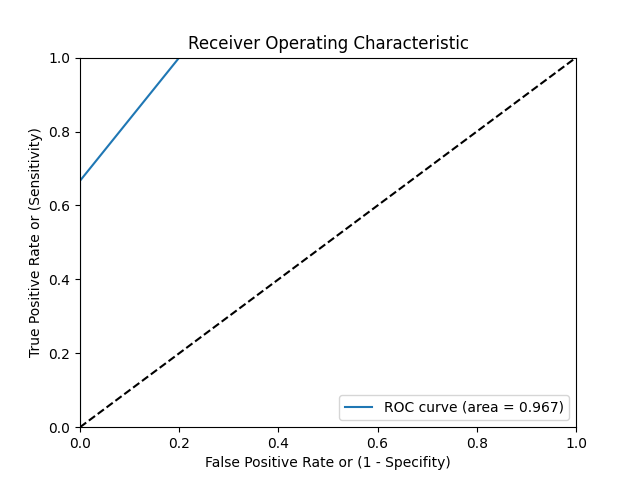 Receiver Operating Characteristic
1.0
0.8
0.6
0.4
0.2
0.0
True Positive Rate or (Sensitivity)
ROC curve (area = 0.967)
0.0 0.2 0.4 0.6 0.8 1.0
False Positive Rate or (1 - Specifity)